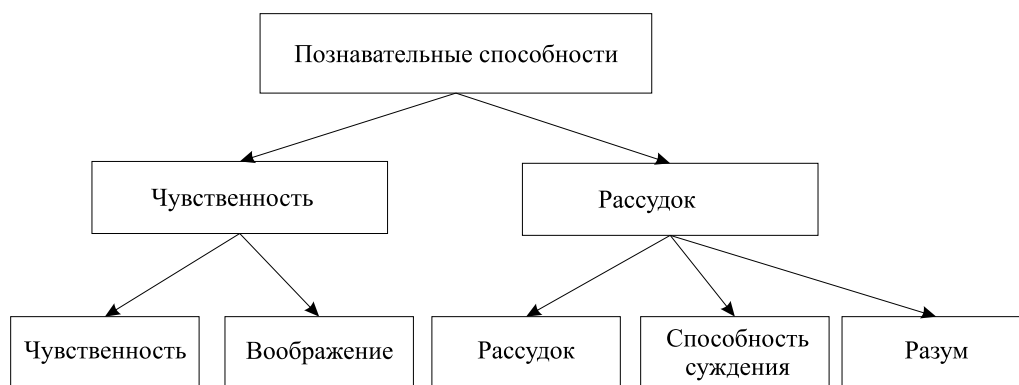 Познавательные способности
Чувственность
Рассудок
Чувственность
Воображение
Рассудок
Способность
суждения
Разум